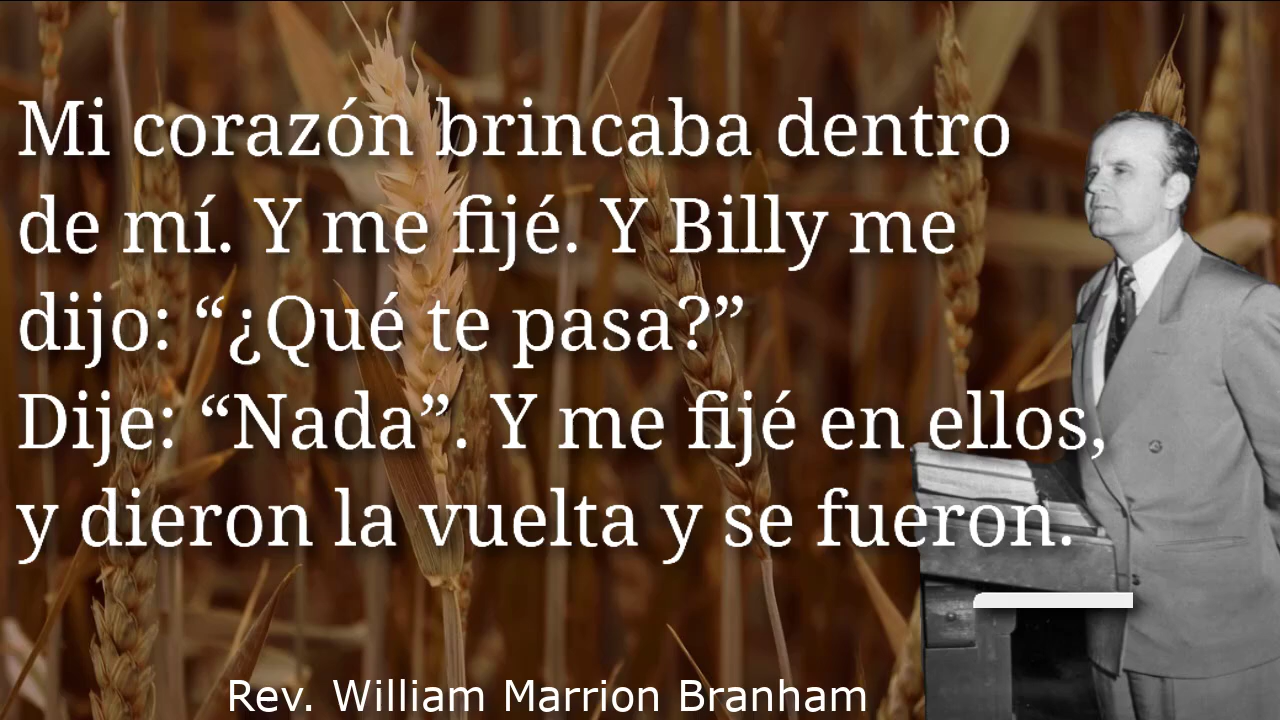 Mi corazón brincaba dentro
de mí. Y me fijé. Y Billy me
dijo: “¿Qué te pasa?”
Dije: “Nada”. Y me fijé en ellos,
y dieron la vuelta y se fueron.
Rev. William Marrion Branham